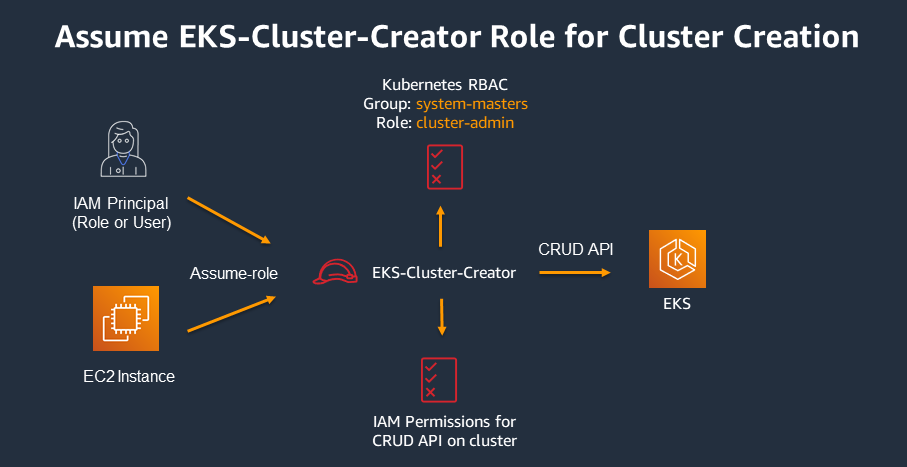 Assume EKS-Cluster-Creator Role for Cluster Creation
Kubernetes RBAC
Group: system-masters
Role: cluster-admin
IAM Principal
(Role or User)
Assume-role
EKS-Cluster-Creator
CRUD API
K
EKS
EC2 Instance
IAM Permissions for
CRUD API on cluster